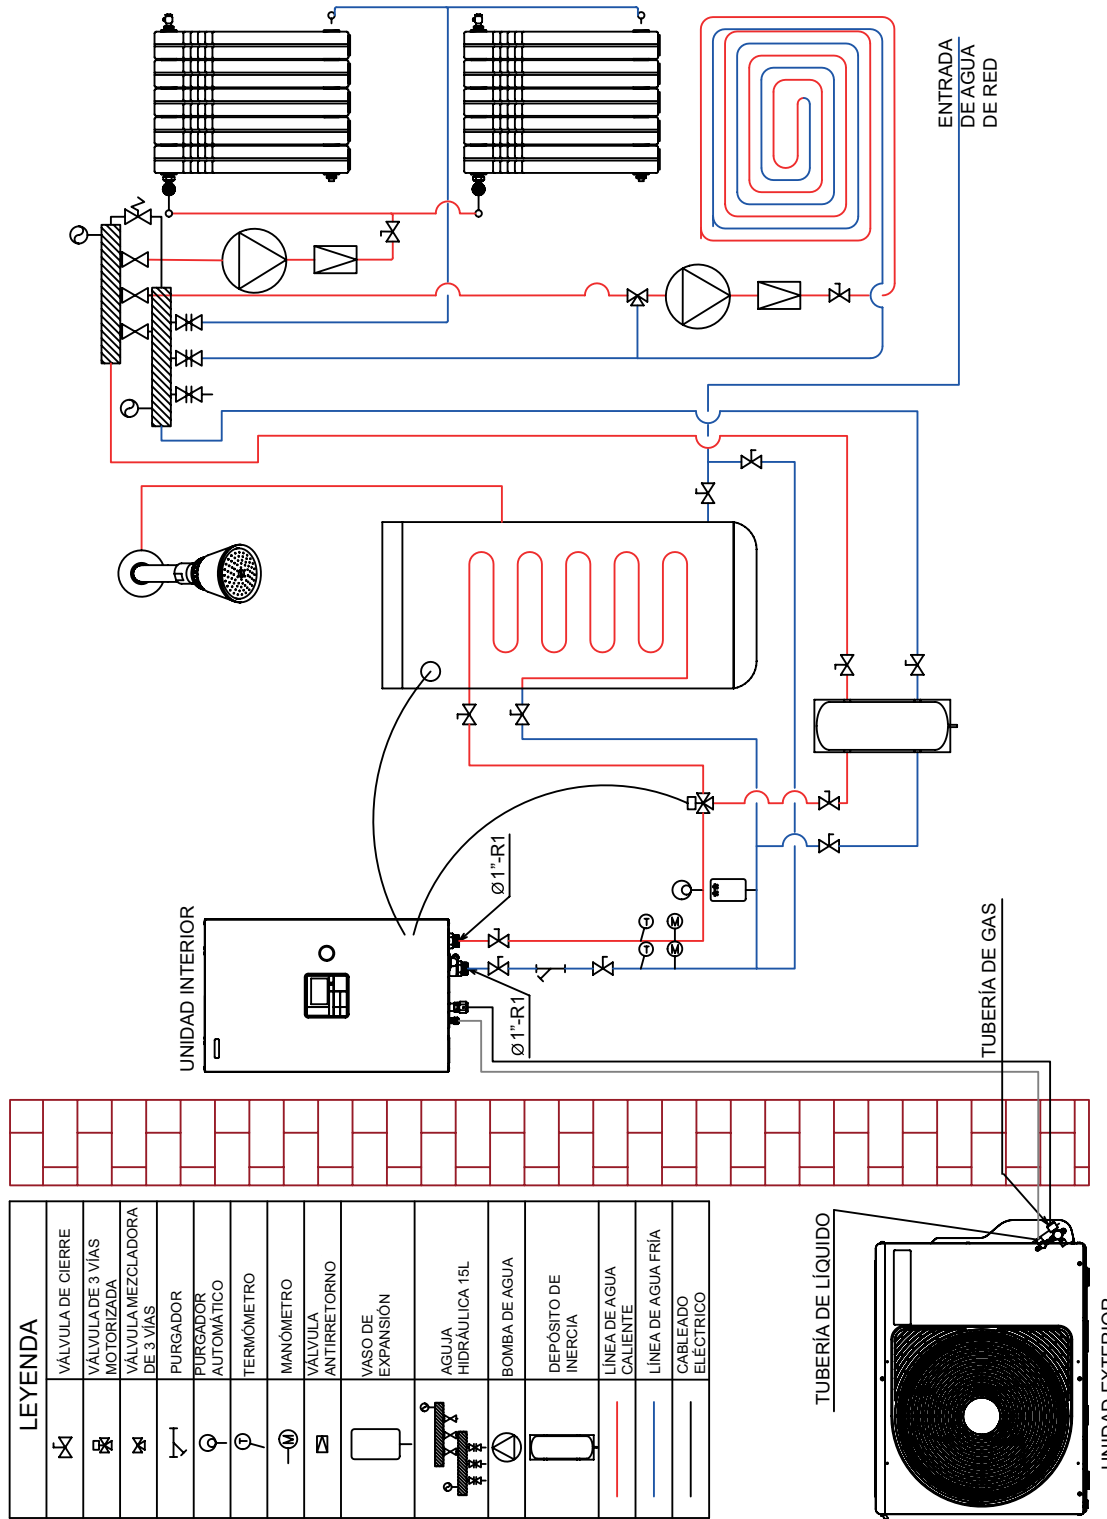 ENTRADA
DE AGUA
DE RED
UNIDAD INTERIOR
Ø1"-R1
Ø1"-R1
T
M
T
M
TUBERÍA DE GAS
TUBERÍA DE LÍQUIDO
UNIDAD EXTERIOR
LEYENDA
VÁLVULA DE CIERRE
VÁLVULA DE 3 VÍAS
MOTORIZADA
VÁLVULA MEZCLADORA
DE 3 VÍAS
PURGADOR
PURGADOR
AUTOMÁTICO
T
TERMÓMETRO
M
MANÓMETRO
VÁLVULA
ANTIRRETORNO
VASO DE
EXPANSIÓN
AGUJA
HIDRÁULICA 15L
BOMBA DE AGUA
DEPÓSITO DE
INERCIA
LÍNEA DE AGUA
CALIENTE
LÍNEA DE AGUA FRÍA
CABLEADO
ELÉCTRICO